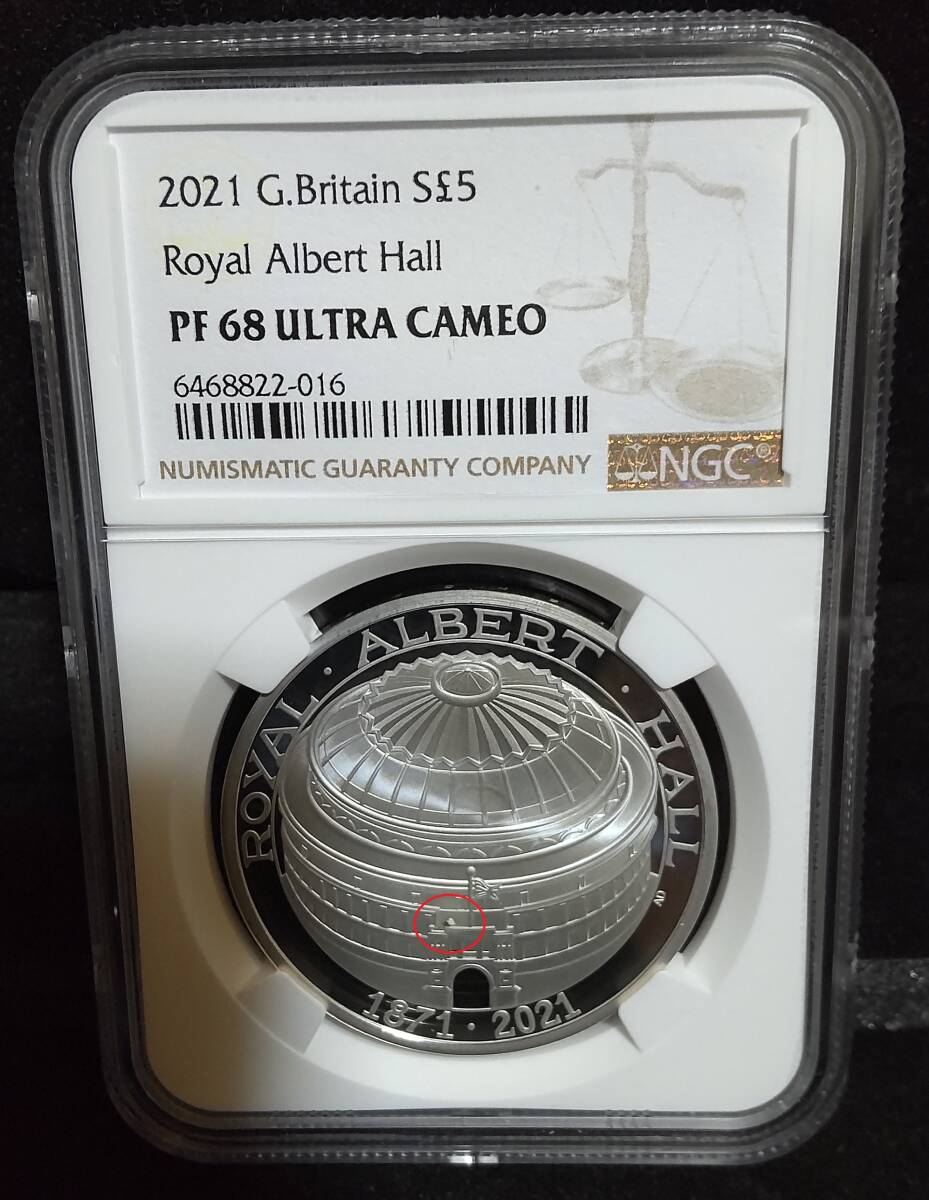 2021 G.Britain S£5
Royal Albert Hall
PF 68 ULTRA CAMEO
6468822-016
NUMISMATIC GUARANTY COMPANY
NGC®
ROYAL · ALBERT · HALL
1871 · 2021